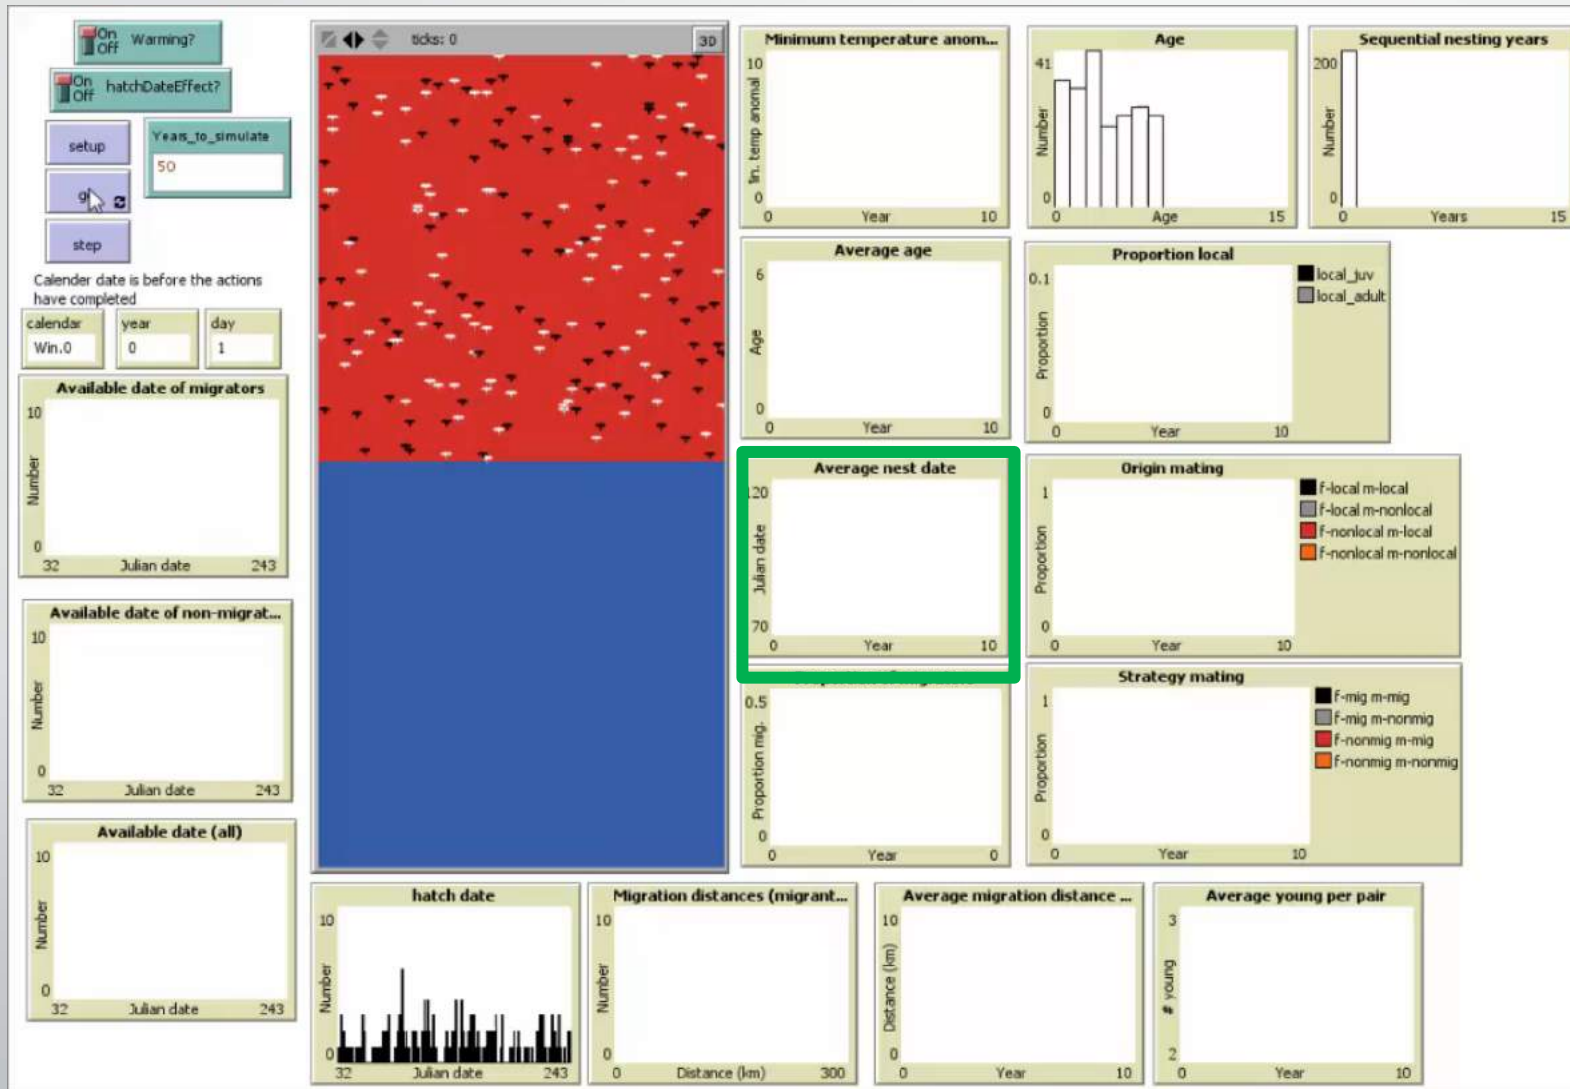 On
Off Warming?
On
Off hatchDateEffect?
setup
Years_to_simulate
50
step
Calender date is before the actions
have completed
calendar
Win.0
year
0
day
1
Available date of migrators
10
Number
0
32 Julian date 243
Available date of non-migrat...
10
Number
0
32 Julian date 243
Available date (all)
10
Number
0
32 Julian date 243
ticks: 0
3D
Minimum temperature anom...
10
in. temp anomal
0
0 Year 10
Age
41
Number
0
0 Age 15
Sequential nesting years
200
Number
0
0 Years 15
Average age
6
Age
0
0 Year 10
Proportion local
0.1
Proportion
0
0 Year 10
local_juv
local_adult
Average nest date
120
Julian date
70
0 Year 10
Origin mating
1
Proportion
0
0 Year 10
f-local m-local
f-local m-nonlocal
f-nonlocal m-local
f-nonlocal m-nonlocal
0.5
Proportion mig.
0
0 Year 0
Strategy mating
1
Proportion
0
0 Year 10
f-mig m-mig
f-mig m-nonmig
f-nonmig m-mig
f-nonmig m-nonmig
hatch date
10
Number
0
32 Julian date 243
Migration distances (migrant...
10
Number
0
0 Distance (km) 300
Average migration distance ...
10
Distance (km)
0
0 Year 10
Average young per pair
3
# young
2
0 Year 10